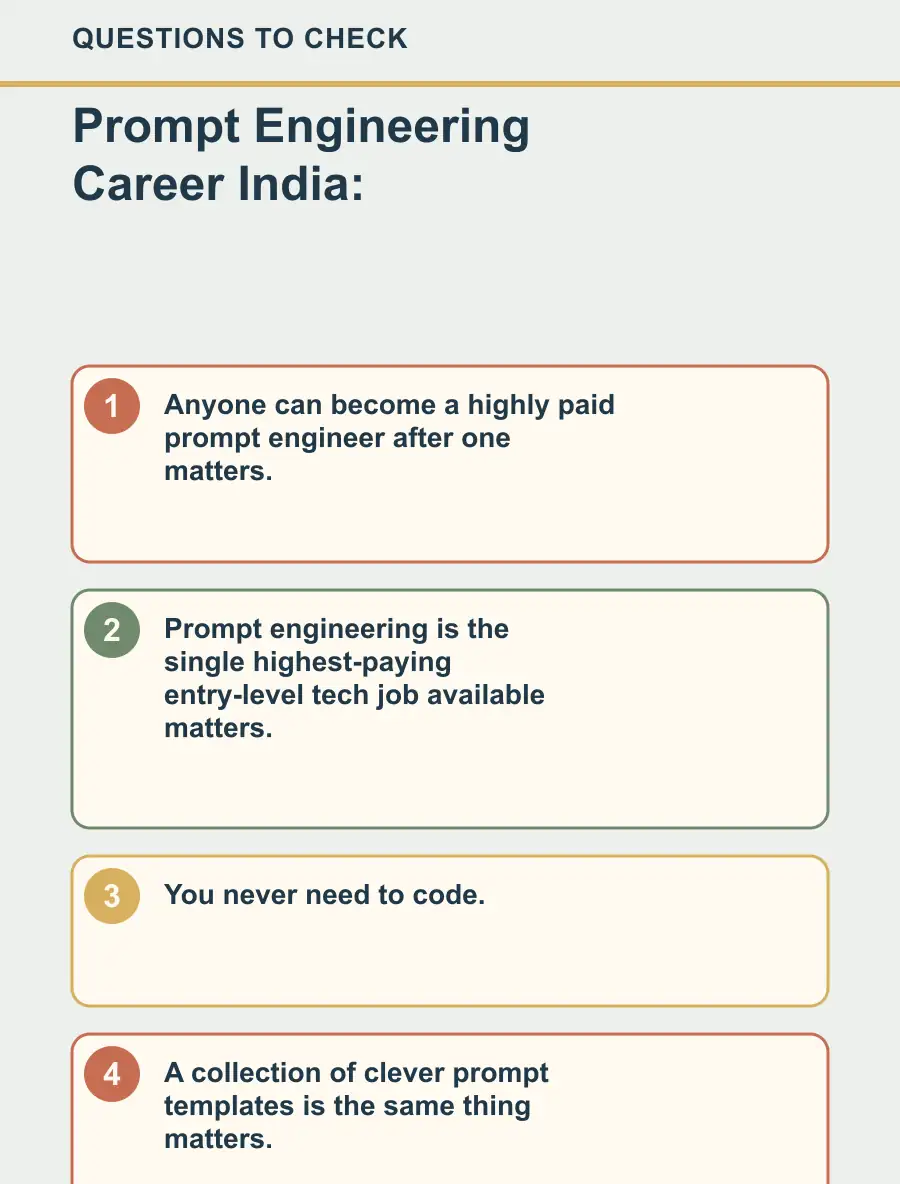 QUESTIONS TO CHECK
Prompt Engineering
Career India:
1
Anyone can become a highly paid
prompt engineer after one
matters.
2
Prompt engineering is the
single highest-paying
entry-level tech job available
matters.
3
You never need to code.
4
A collection of clever prompt
templates is the same thing
matters.